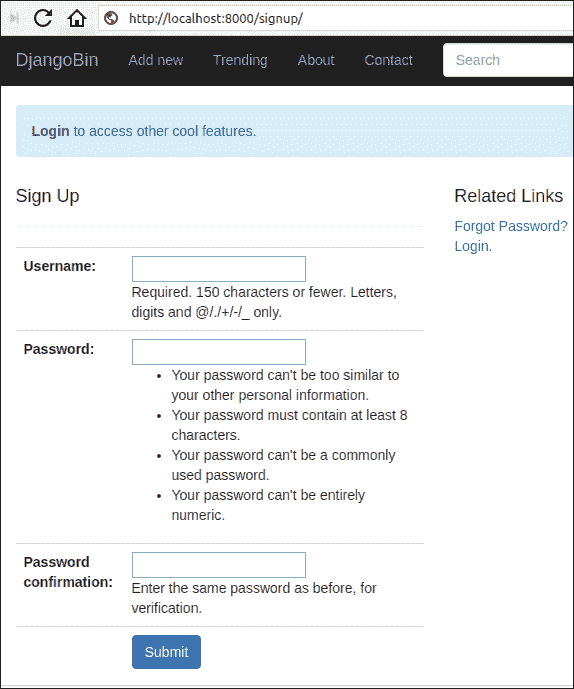 http://localhost:8000/signup/
DjangoBin Add new Trending About Contact Search
Login to access other cool features.
Sign Up
Related Links
Forgot Password?
Login.
Username:
Required. 150 characters or fewer. Letters,
digits and @/./+/-/_ only.
Password:
Your password can't be too similar to
your other personal information.
Your password must contain at least 8
characters.
Your password can't be a commonly
used password.
Your password can't be entirely
numeric.
Password
confirmation:
Enter the same password as before, for
verification.
Submit